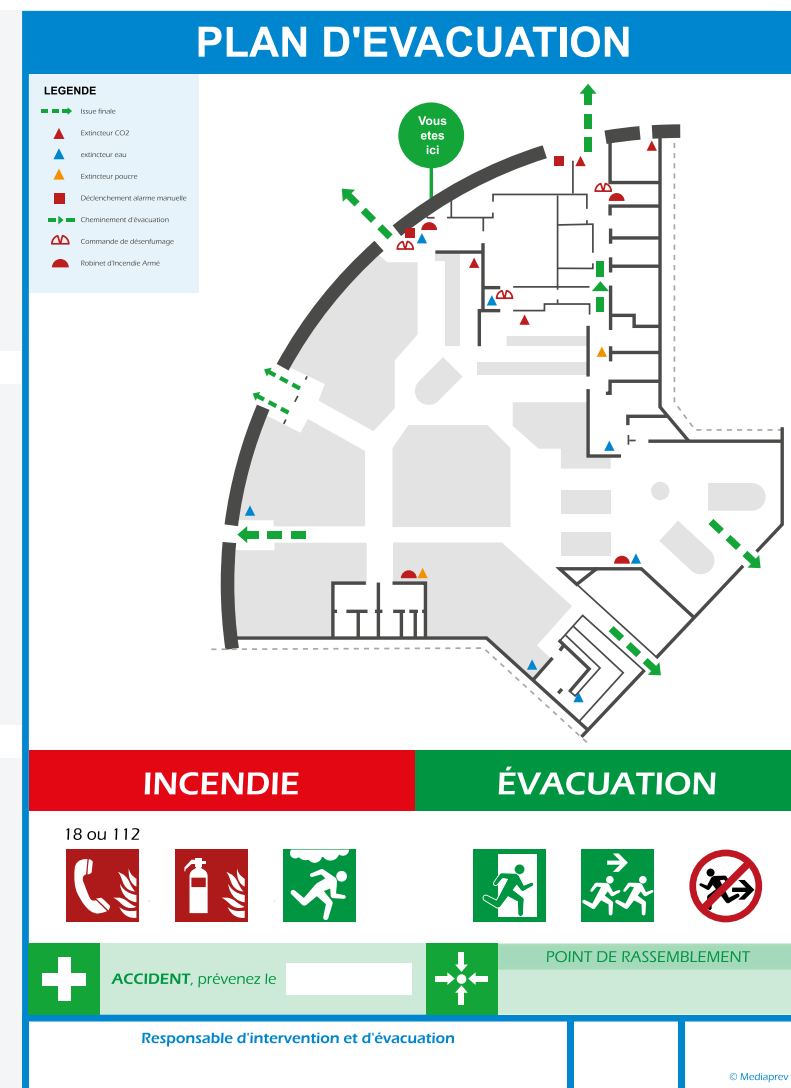 PLAN D'EVACUATION
LEGENDE
Issue finale
Extincteur CO2
extincteur eau
Extincteur poucre
Déclenchement alarme manuelle
Cheminement d'évacuation
Commande de désenfumage
Robinet d'Incendie Armé
Vous
etes
ici
INCENDIE
ÉVACUATION
18 ou 112
ACCIDENT, prévenez le
POINT DE RASSEMBLEMENT
Responsable d'intervention et d'évacuation
© Mediaprev